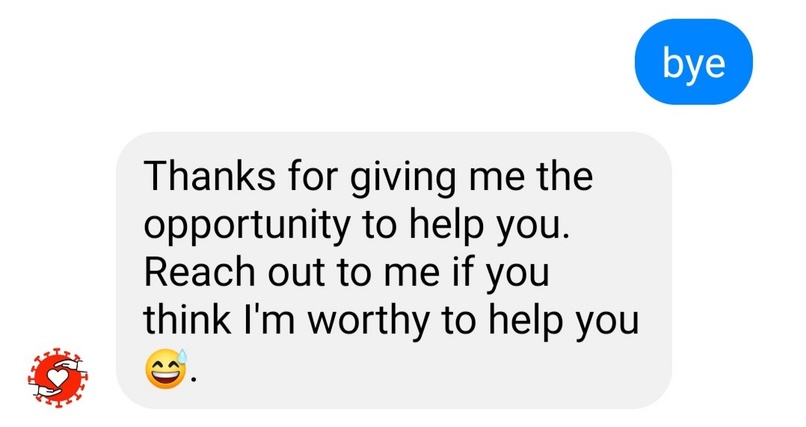 bye
Thanks for giving me the
opportunity to help you.
Reach out to me if you
think I'm worthy to help you
😅.